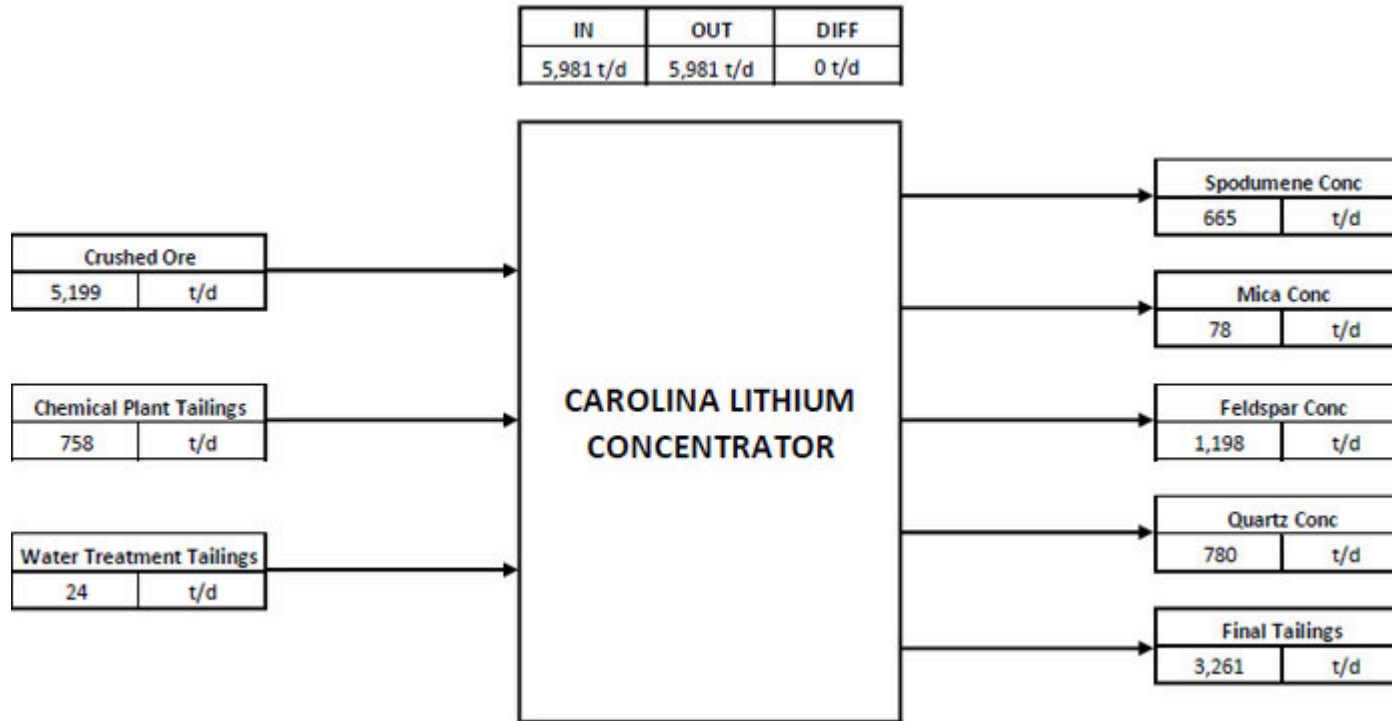 IN OUT DIFF
5,981 t/d 5,981 t/d 0 t/d
Crushed Ore
5,199 t/d
Chemical Plant Tailings
758 t/d
Water Treatment Tailings
24 t/d
CAROLINA LITHIUM
CONCENTRATOR
Spodumene Conc
665 t/d
Mica Conc
78 t/d
Feldspar Conc
1,198 t/d
Quartz Conc
780 t/d
Final Tailings
3,261 t/d